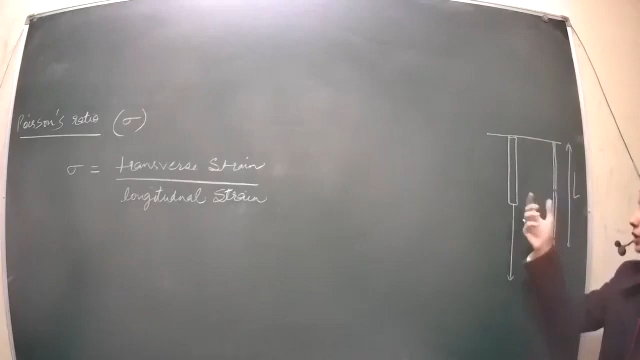 Poisson's ratio (σ)
σ = transverse strain
longitudnal strain
L